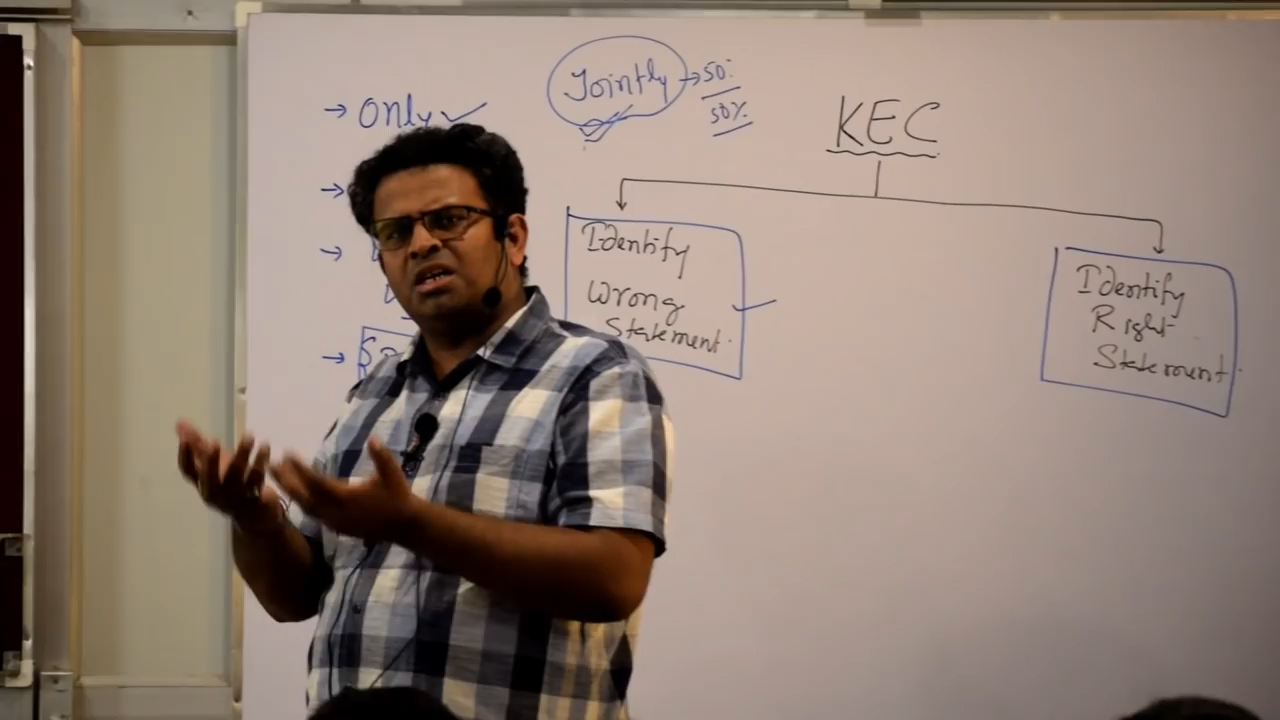 → Only ✓
Jointly → 50:
50%
KEC
→
→
→
Identify
Wrong
Statement.
Identify
Right
Statement.